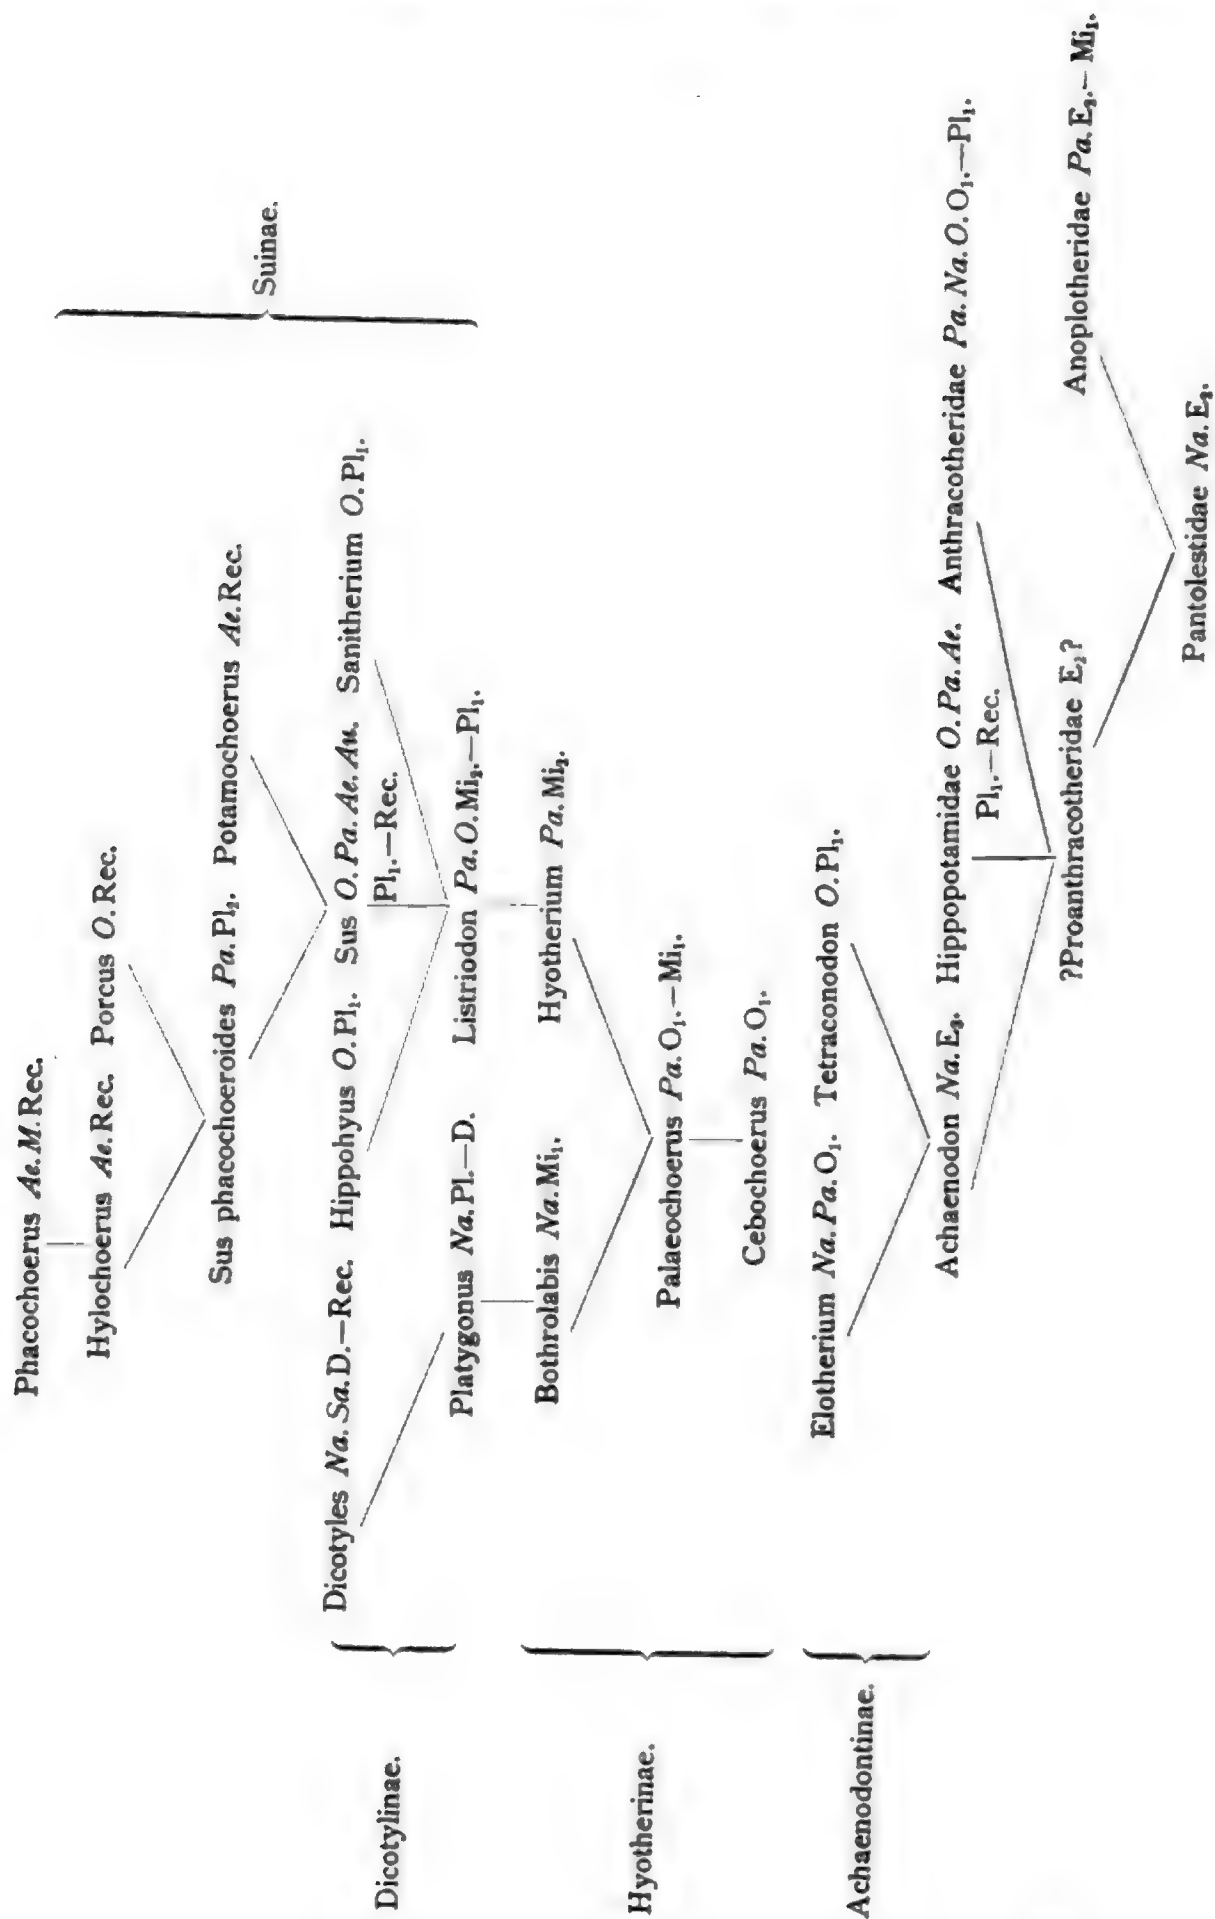 Phacochoerus Ae. M. Rec.
Hylochoerus Ae. Rec. Porcus O. Rec.
Sus phacochoeroides Pa. Pl₂. Potamochoerus Ae. Rec.
Suinae.
Dicotylinae.
Dicotyles Na. Sa. D.—Rec. Hippohyus O. Pl₁. Sus O. Pa. Ae. Au. Sanitherium O. Pl₁.
Pl₁.—Rec.
Platygonus Na. Pl.—D. Listriodon Pa. O. Mi₂.—Pl₁.
Bothrolabis Na. Mi₁. Hyotherium Pa. Mi₂.
Hyotherinae.
Palaeochoerus Pa. O₁.—Mi₁.
Cebochoerus Pa. O₁.
Achaenodontinae.
Elotherium Na. Pa. O₁. Tetraconodon O. Pl₁.
Achaenodon Na. E₃. Hippopotamidae O. Pa. Ae. Anthracotheridae Pa. Na. O. O₁.—Pl₁.
Pl₁.—Rec.
?Proanthracotheridae E₂?
Anoplotheridae Pa. E₃.—Mi₁.
Pantolestidae Na. E₂.